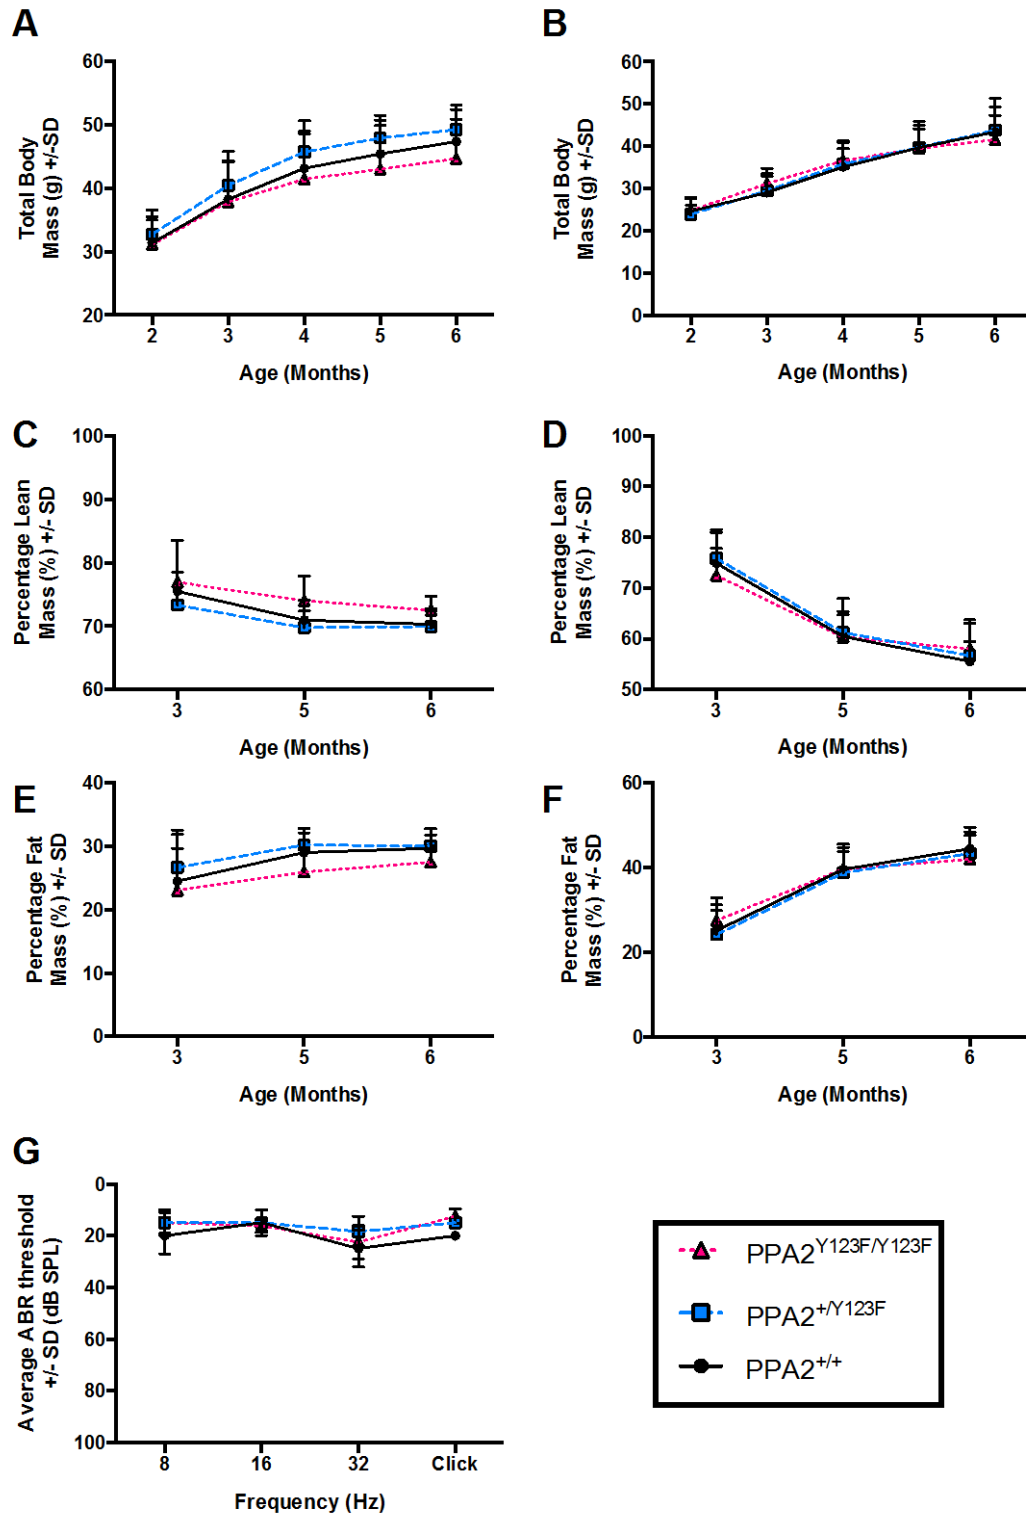 A
Total Body
Mass (g) +/-SD
60
50
40
30
20
2 3 4 5 6
Age (Months)
B
Total Body
Mass (g) +/-SD
60
50
40
30
20
10
0
2 3 4 5 6
Age (Months)
C
Percentage Lean
Mass (%) +/- SD
100
90
80
70
60
3 5 6
Age (Months)
D
Percentage Lean
Mass (%) +/- SD
100
90
80
70
60
50
3 5 6
Age (Months)
E
Percentage Fat
Mass (%) +/- SD
40
30
20
10
0
3 5 6
Age (Months)
F
Percentage Fat
Mass (%) +/- SD
60
40
20
0
3 5 6
Age (Months)
G
Average ABR threshold
+/- SD (dB SPL)
0
20
40
60
80
100
8 16 32 Click
Frequency (Hz)
PPA2Y123F/Y123F
PPA2+/Y123F
PPA2+/+